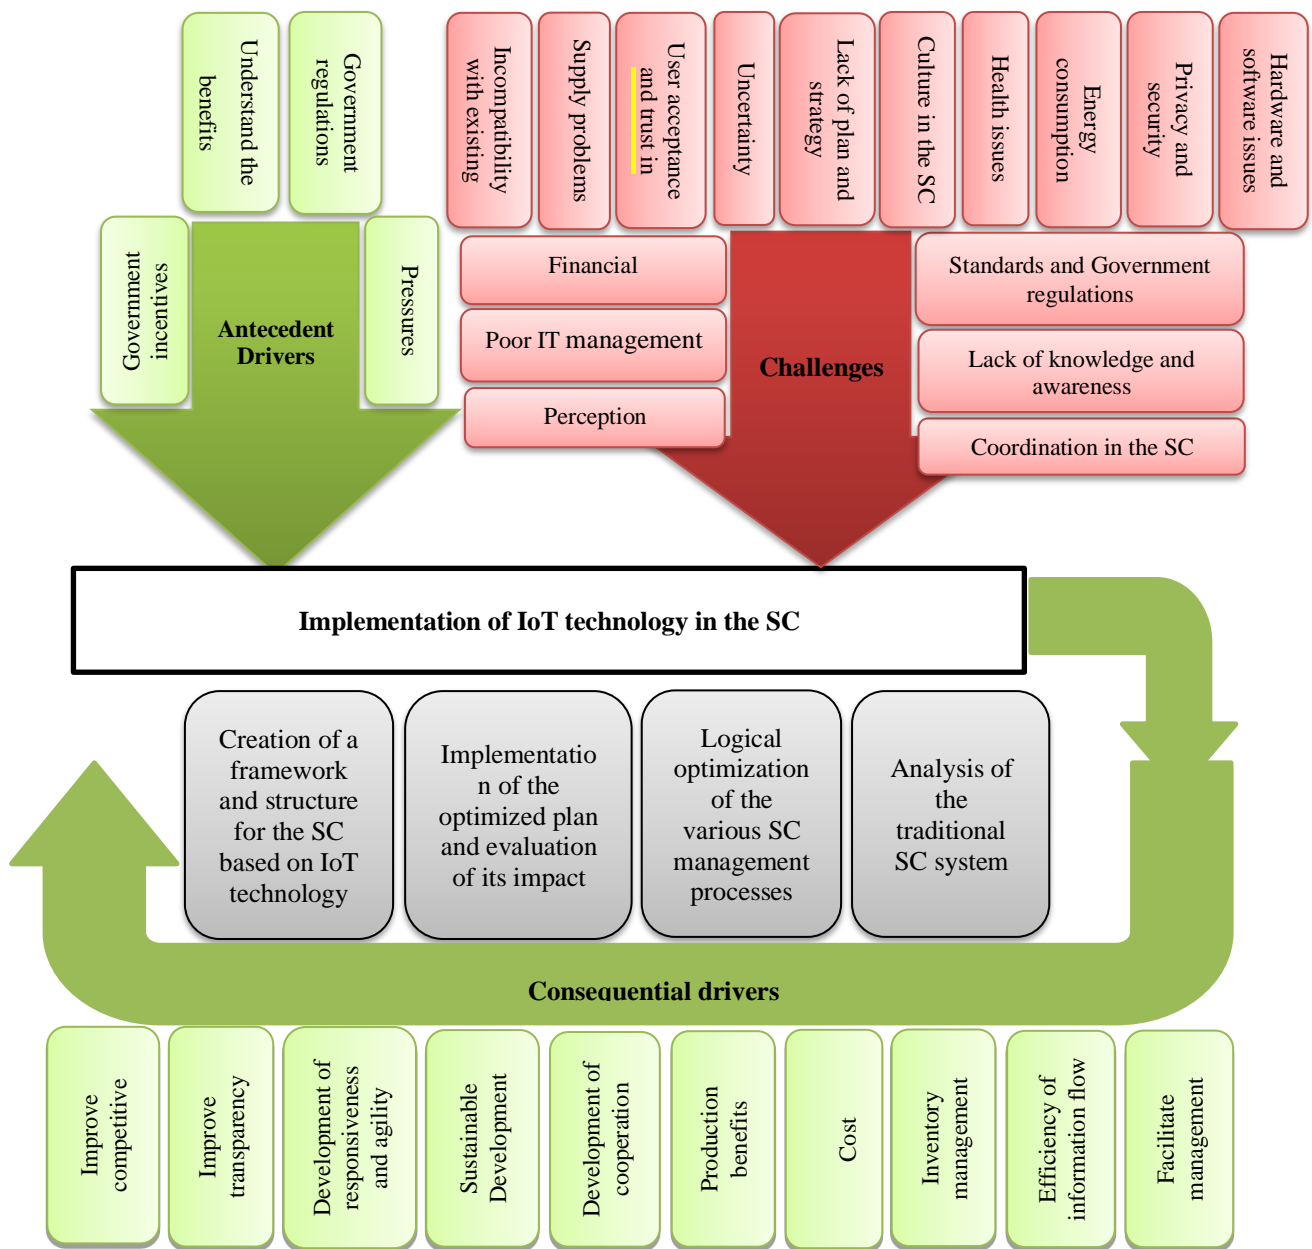 Understand the
benefits
Government
regulations
Government
incentives
Pressures
Antecedent
Drivers
Incompatibility
with existing
Supply problems
User acceptance
and trust in
Uncertainty
Lack of plan and
strategy
Culture in the SC
Health issues
Energy
consumption
Privacy and
security
Hardware and
software issues
Financial
Poor IT management
Perception
Challenges
Standards and Government
regulations
Lack of knowledge and
awareness
Coordination in the SC
Implementation of IoT technology in the SC
Creation of a
framework
and structure
for the SC
based on IoT
technology
Implementatio
n of the
optimized plan
and evaluation
of its impact
Logical
optimization
of the
various SC
management
processes
Analysis of
the
traditional
SC system
Consequential drivers
Improve
competitive
Improve
transparency
Development of
responsiveness
and agility
Sustainable
Development
Development of
cooperation
Production
benefits
Cost
Inventory
management
Efficiency of
information flow
Facilitate
management